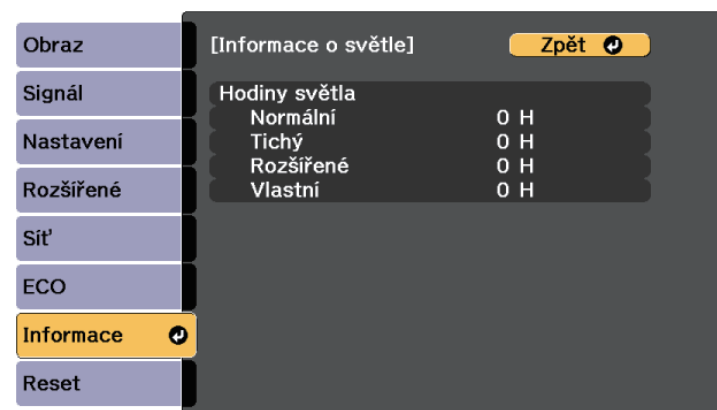 Obraz
Signál
Nastavení
Rozšířené
Síť
ECO
Informace
Reset
[Informace o světle] Zpět
Hodiny světla
Normální 0 H
Tichý 0 H
Rozšířené 0 H
Vlastní 0 H